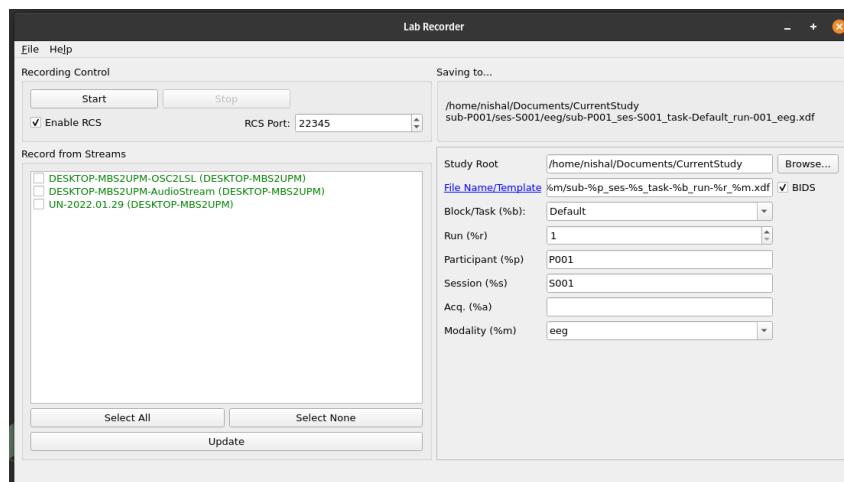 Lab Recorder
File Help
Recording Control
Start Stop
Enable RCS RCS Port: 22345
Record from Streams
DESKTOP-MBS2UPM-OSC2LSL (DESKTOP-MBS2UPM)
DESKTOP-MBS2UPM-AudioStream (DESKTOP-MBS2UPM)
UN-2022.01.29 (DESKTOP-MBS2UPM)
Select All Select None
Update
Saving to...
/home/nishal/Documents/CurrentStudy
sub-P001/ses-S001/eeg/sub-P001_ses-S001_task-Default_run-001_eeg.xdf
Study Root /home/nishal/Documents/CurrentStudy Browse...
File Name/Template %m/sub-%p_ses-%s_task-%b_run-%r_%m.xdf BIDS
Block/Task (%b): Default
Run (%r) 1
Participant (%p) P001
Session (%s) S001
Acq. (%a)
Modality (%m) eeg